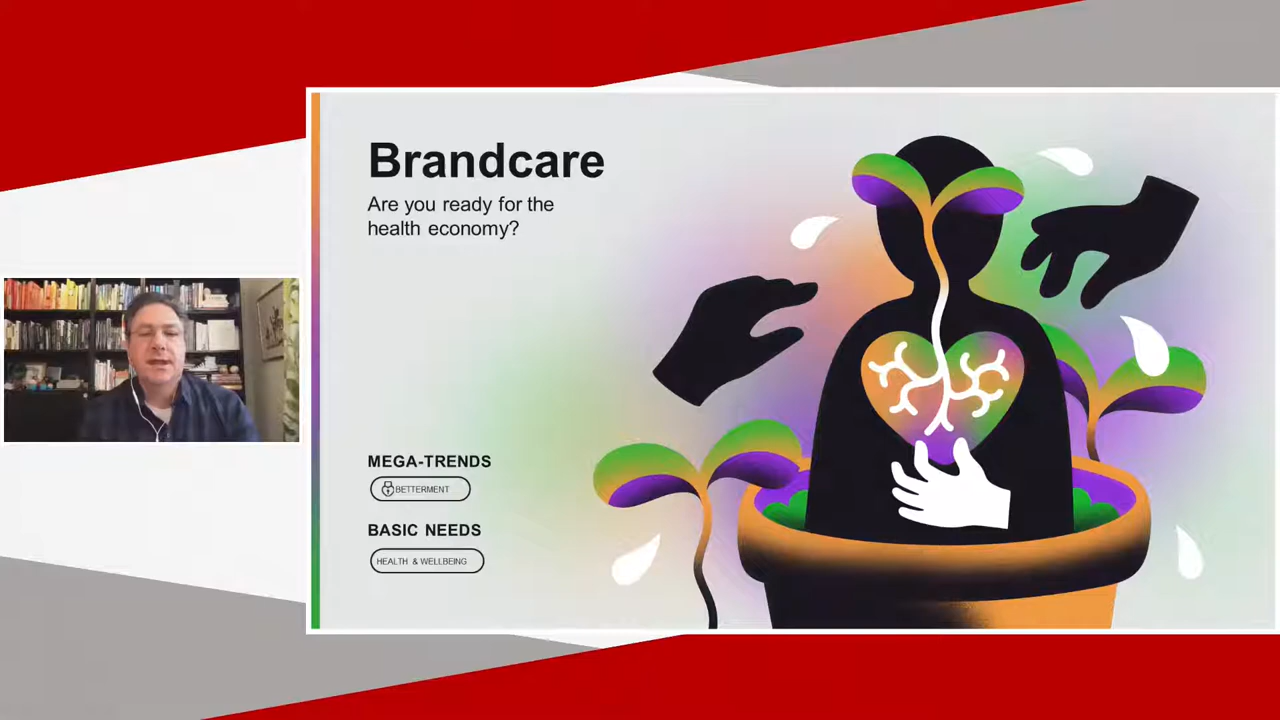 Brandcare
Are you ready for the
health economy?
MEGA-TRENDS
BETTERMENT
BASIC NEEDS
HEALTH & WELLBEING